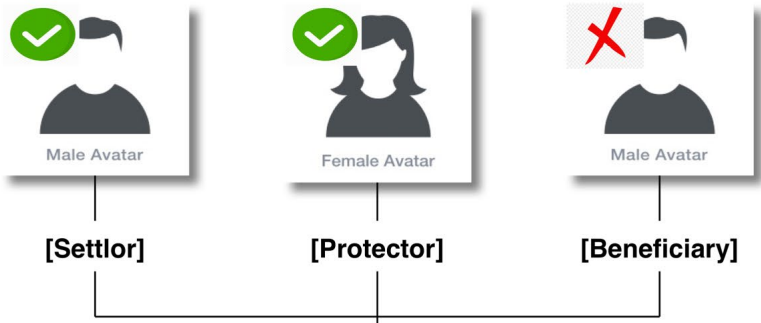 Male Avatar
Female Avatar
Male Avatar
[Settlor]
[Protector]
[Beneficiary]